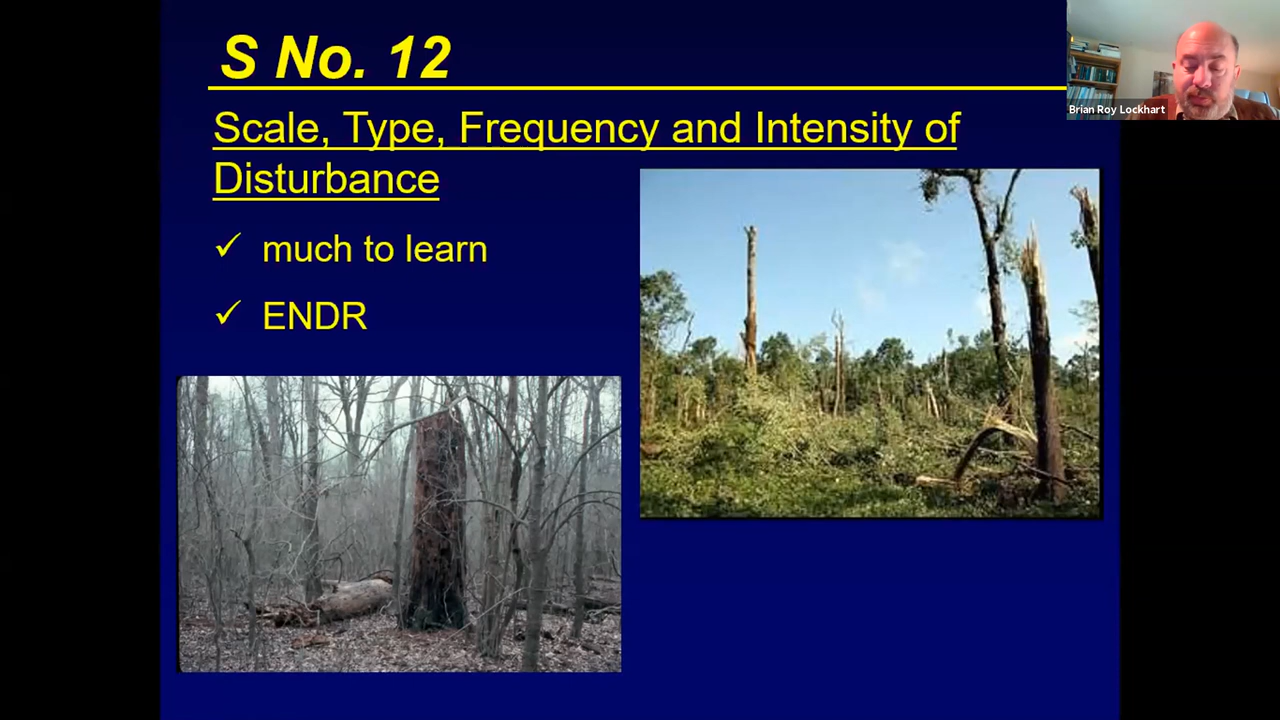 S No. 12
Brian Roy Lockhart
Scale, Type, Frequency and Intensity of
Disturbance
✓ much to learn
✓ ENDR